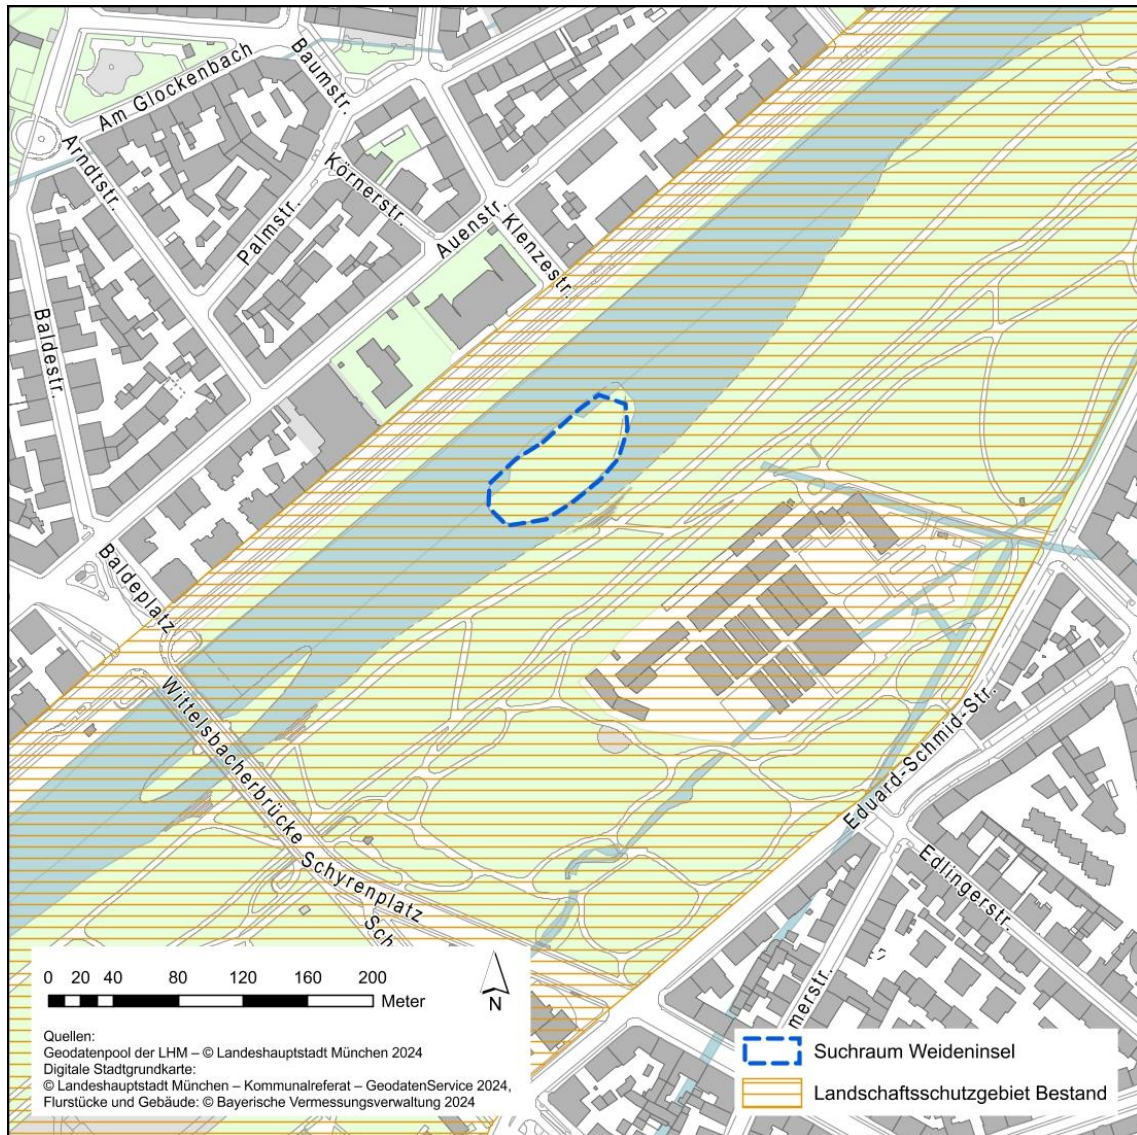 Am Glockenbach
Baumstr.
Arndtstr.
Körnerstr.
Palmstr.
Auenstr.
Klenzestr.
Baldestr.
Baldeplatz
Wittelsbacherbrücke
Schyrenplatz
Sch
Eduard-Schmid-Str.
Edlingerstr.
merstr.
0 20 40 80 120 160 200 Meter
N
Quellen:
Geodatenpool der LHM – © Landeshauptstadt München 2024
Digitale Stadtgrundkarte:
© Landeshauptstadt München – Kommunalreferat – GeodatenService 2024,
Flurstücke und Gebäude: © Bayerische Vermessungsverwaltung 2024
Suchraum Weideninsel
Landschaftsschutzgebiet Bestand